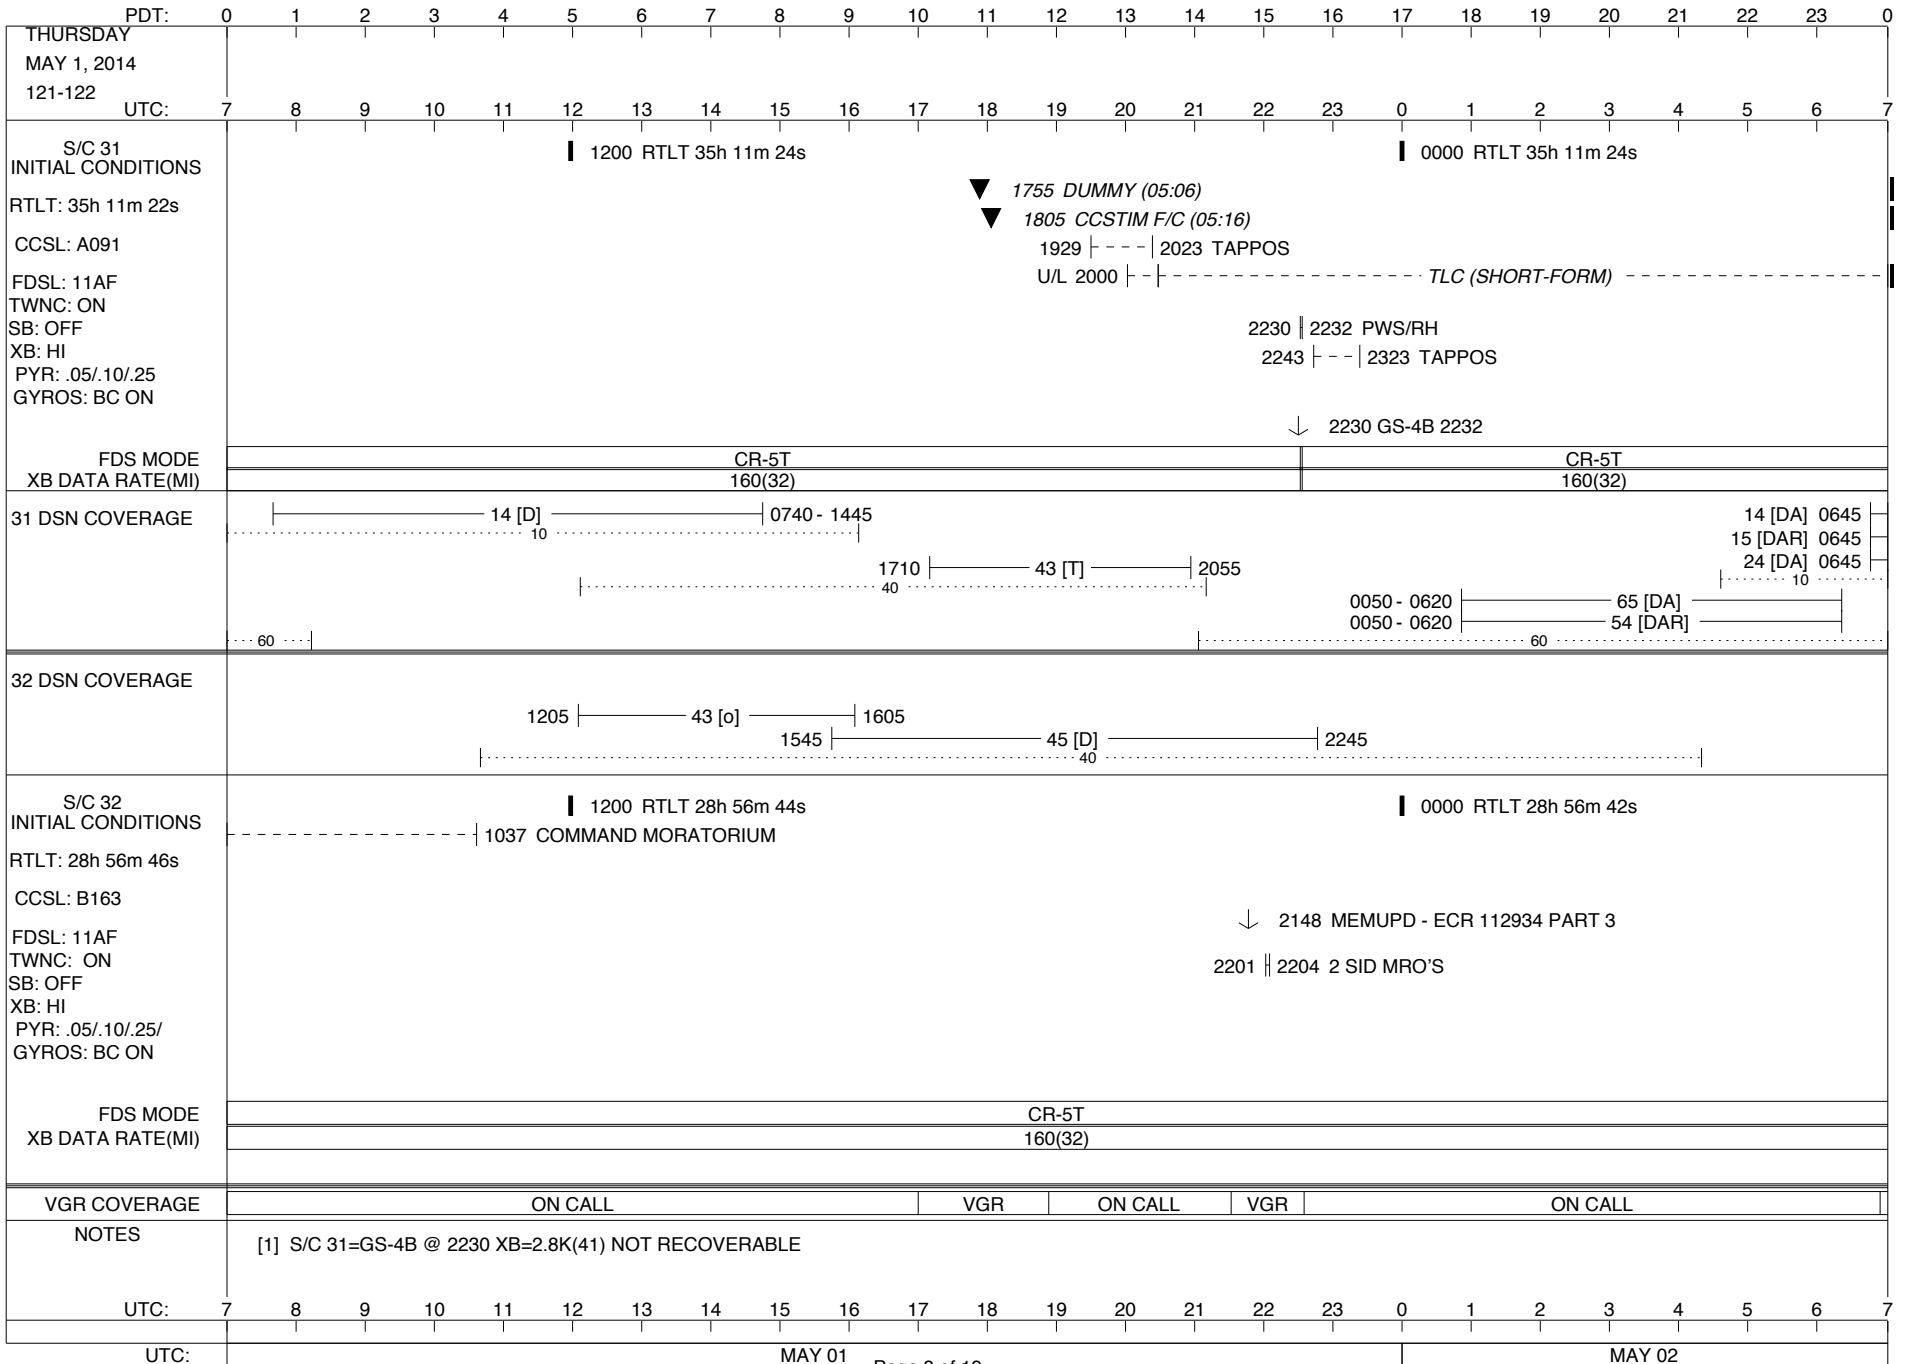 PDT: 0 1 2 3 4 5 6 7 8 9 10 11 12 13 14 15 16 17 18 19 20 21 22 23 0
THURSDAY
MAY 1, 2014
121-122
UTC: 7 8 9 10 11 12 13 14 15 16 17 18 19 20 21 22 23 0 1 2 3 4 5 6 7
S/C 31
INITIAL CONDITIONS
1200 RTLT 35h 11m 24s
0000 RTLT 35h 11m 24s
RTLT: 35h 11m 22s
1755 DUMMY (05:06)
1805 CCSTIM F/C (05:16)
CCSL: A091
1929 2023 TAPPOS
FDSL: 11AF
U/L 2000 TLC (SHORT-FORM)
TWNC: ON
SB: OFF
2230 2232 PWS/RH
XB: HI
2243 2323 TAPPOS
PYR: .05/.10/.25
GYROS: BC ON
2230 GS-4B 2232
FDS MODE CR-5T CR-5T
XB DATA RATE(MI) 160(32) 160(32)
31 DSN COVERAGE
14 [D] 0740 - 1445
14 [DA] 0645
10
15 [DAR] 0645
1710 43 [T] 2055
24 [DA] 0645
40
10
0050 - 0620 65 [DA]
0050 - 0620 54 [DAR]
60 60
32 DSN COVERAGE
1205 43 [o] 1605
1545 45 [D] 2245
40
S/C 32
INITIAL CONDITIONS
1200 RTLT 28h 56m 44s
0000 RTLT 28h 56m 42s
1037 COMMAND MORATORIUM
RTLT: 28h 56m 46s
CCSL: B163
2148 MEMUPD - ECR 112934 PART 3
FDSL: 11AF
TWNC: ON
2201 2204 2 SID MRO'S
SB: OFF
XB: HI
PYR: .05/.10/.25/
GYROS: BC ON
FDS MODE CR-5T
XB DATA RATE(MI) 160(32)
VGR COVERAGE ON CALL VGR ON CALL VGR ON CALL
NOTES
[1] S/C 31=GS-4B @ 2230 XB=2.8K(41) NOT RECOVERABLE
UTC: 7 8 9 10 11 12 13 14 15 16 17 18 19 20 21 22 23 0 1 2 3 4 5 6 7
UTC: MAY 01 MAY 02